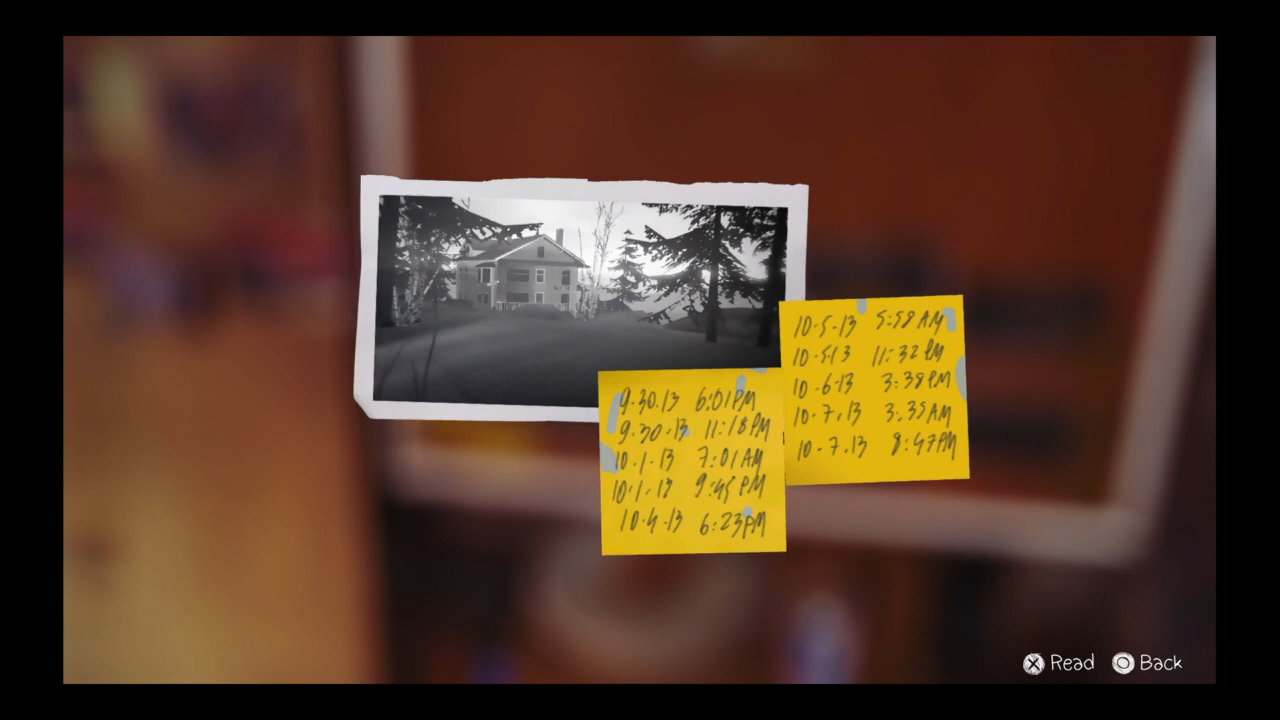 9.30.13 6:01PM
9.30.13 11:18PM
10.1.13 7:01AM
10.1.13 9:45PM
10.4.13 6:23PM
10.5.13 5:58AM
10.5.13 11:32PM
10.6.13 3:38PM
10.7.13 3:35AM
10.7.13 8:47PM
Read Back